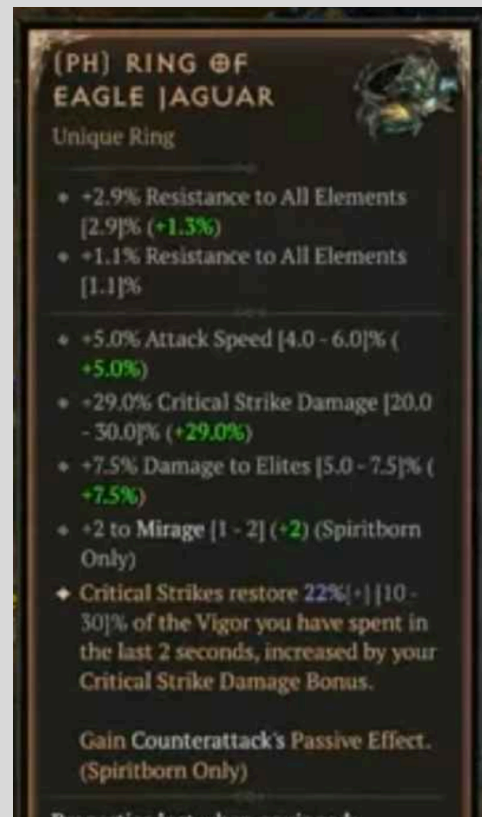 (PH) RING OF
EAGLE JAGUAR
Unique Ring
+2.9% Resistance to All Elements
[2.9]% (+1.3%)
+1.1% Resistance to All Elements
[1.1]%
+5.0% Attack Speed [4.0 - 6.0]% (
+5.0%)
+29.0% Critical Strike Damage [20.0
- 30.0]% (+29.0%)
+7.5% Damage to Elites [5.0 - 7.5]% (
+7.5%)
+2 to Mirage [1 - 2] (+2) (Spiritborn
Only)
Critical Strikes restore 22%[+] [10 -
30]% of the Vigor you have spent in
the last 2 seconds, increased by your
Critical Strike Damage Bonus.
Gain Counterattack's Passive Effect.
(Spiritborn Only)